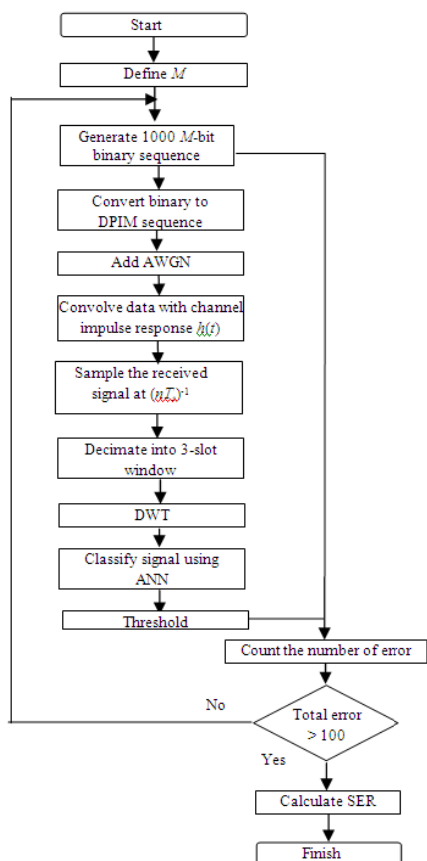 Start
Define M
Generate 1000 M-bit
binary sequence
Convert binary to
DPIM sequence
Add AWGN
Convolve data with channel
impulse response h(t)
Sample the received
signal at (nTs)-1
Decimate into 3-slot
window
DWT
Classify signal using
ANN
Threshold
Count the number of error
No
Total error
> 100
Yes
Calculate SER
Finish